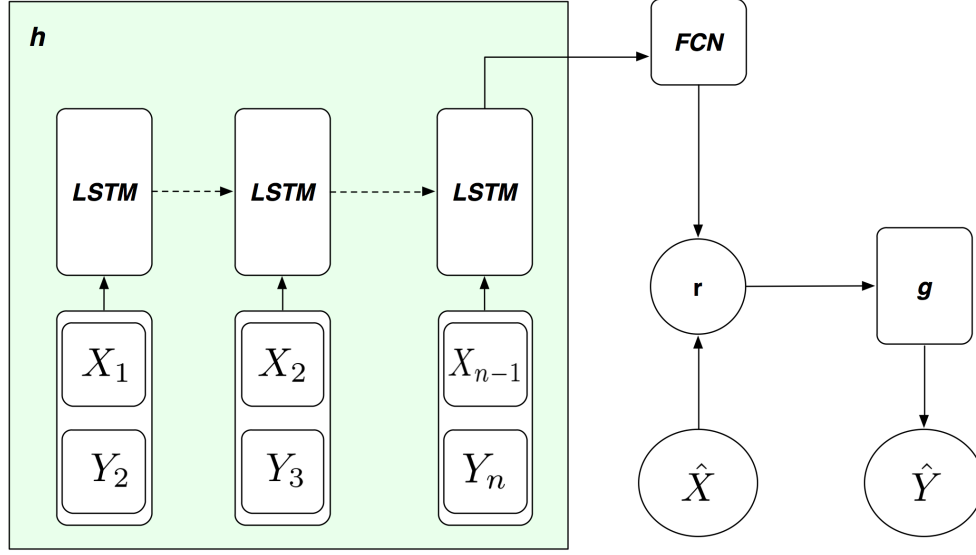 h
FCN
LSTM
LSTM
LSTM
r
g
X₁
X₂
Xₙ₋₁
Y₂
Y₃
Yₙ
X̂
Ŷ